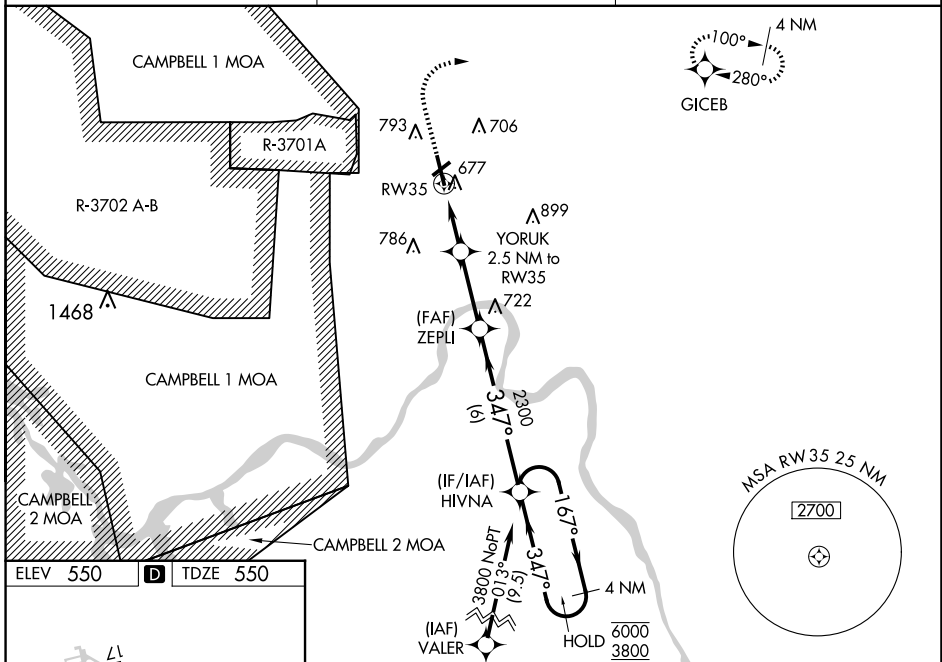 CAMPBELL 1 MOA
4 NM
100°
280°
GICEB
793
706
R-3701A
677
RW35
R-3702 A-B
899
786
YORUK
2.5 NM to
RW35
1468
722
(FAF)
ZEPLI
CAMPBELL 1 MOA
2300
347°
(6)
MSA RW35 25 NM
2700
(IF/IAF)
HIVNA
167°
CAMPBELL
2 MOA
CAMPBELL 2 MOA
3800 NoPT
013°
(9.5)
347°
4 NM
ELEV 550
D
TDZE 550
(IAF)
VALER
HOLD
6000
3800
17